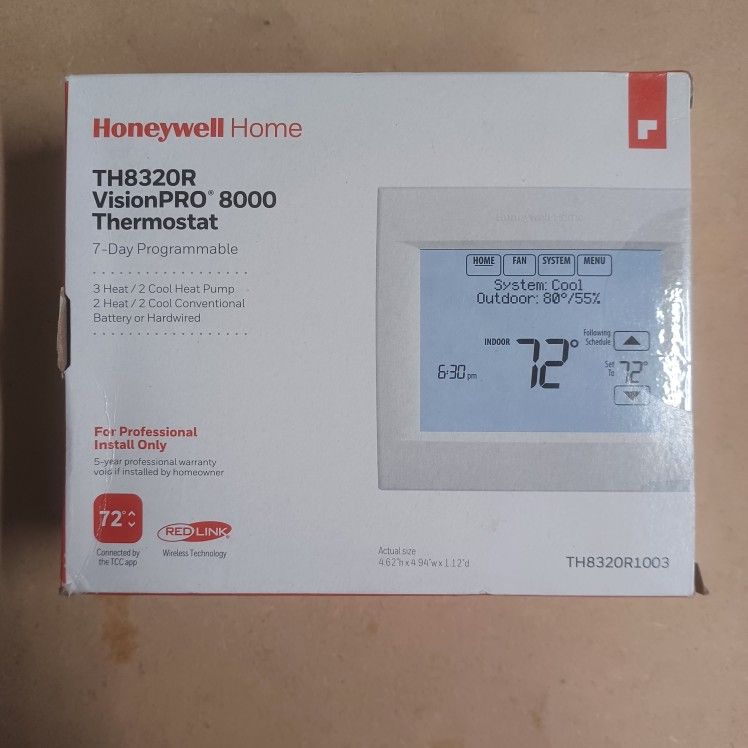 Honeywell Home
TH8320R
VisionPRO® 8000
Thermostat
7-Day Programmable
3 Heat / 2 Cool Heat Pump
2 Heat / 2 Cool Conventional
Battery or Hardwired
For Professional
Install Only
5-year professional warranty
void if installed by homeowner
72°
Connected by
the TCC app
REDLINK
Wireless Technology
Honeywell Home
HOME FAN SYSTEM MENU
System: Cool
Outdoor: 80°/55%
INDOOR 72°
Following
Schedule
Set
To 72°
6:30 pm
Actual size
4.62"h x 4.94"w x 1.12"d
TH8320R1003